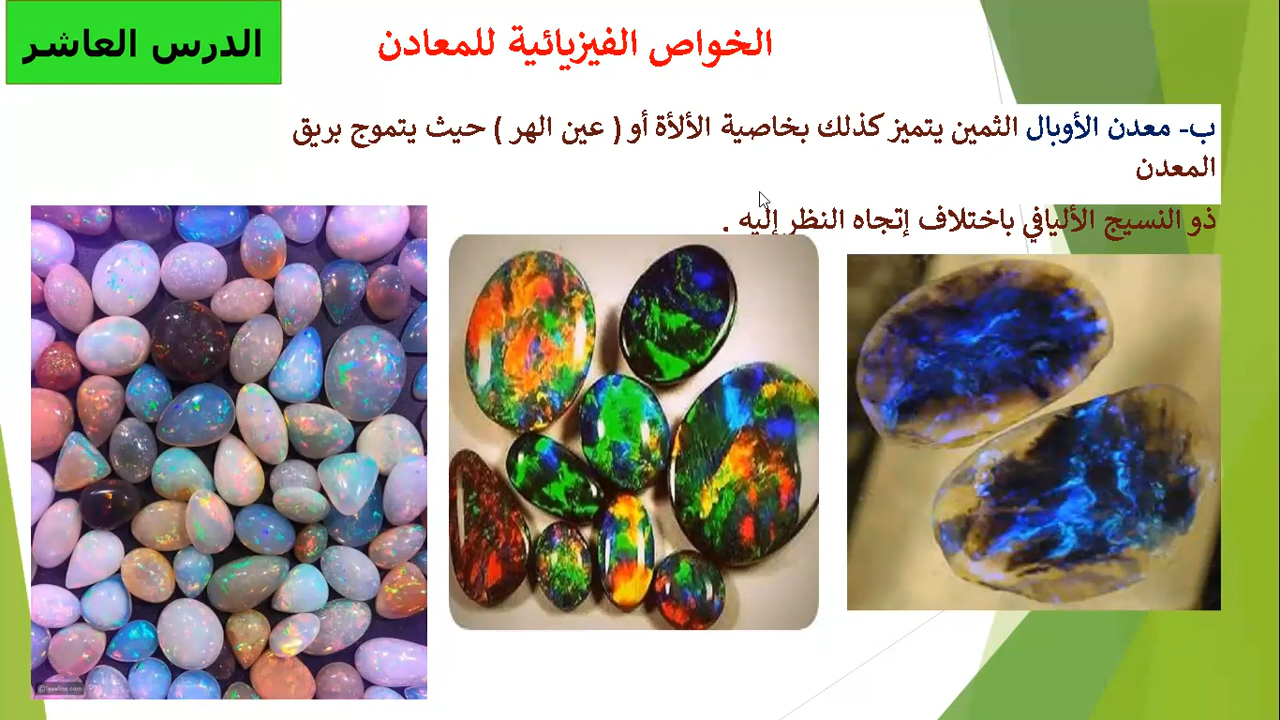 الدرس العاشر
الخواص الفيزيائية للمعادن
ب- معدن الأوبال الثمين يتميز كذلك بخاصية الألأة أو ( عين الهر ) حيث يتموج بريق
المعدن
ذو النسيج الأليافي باختلاف إتجاه النظر إليه .